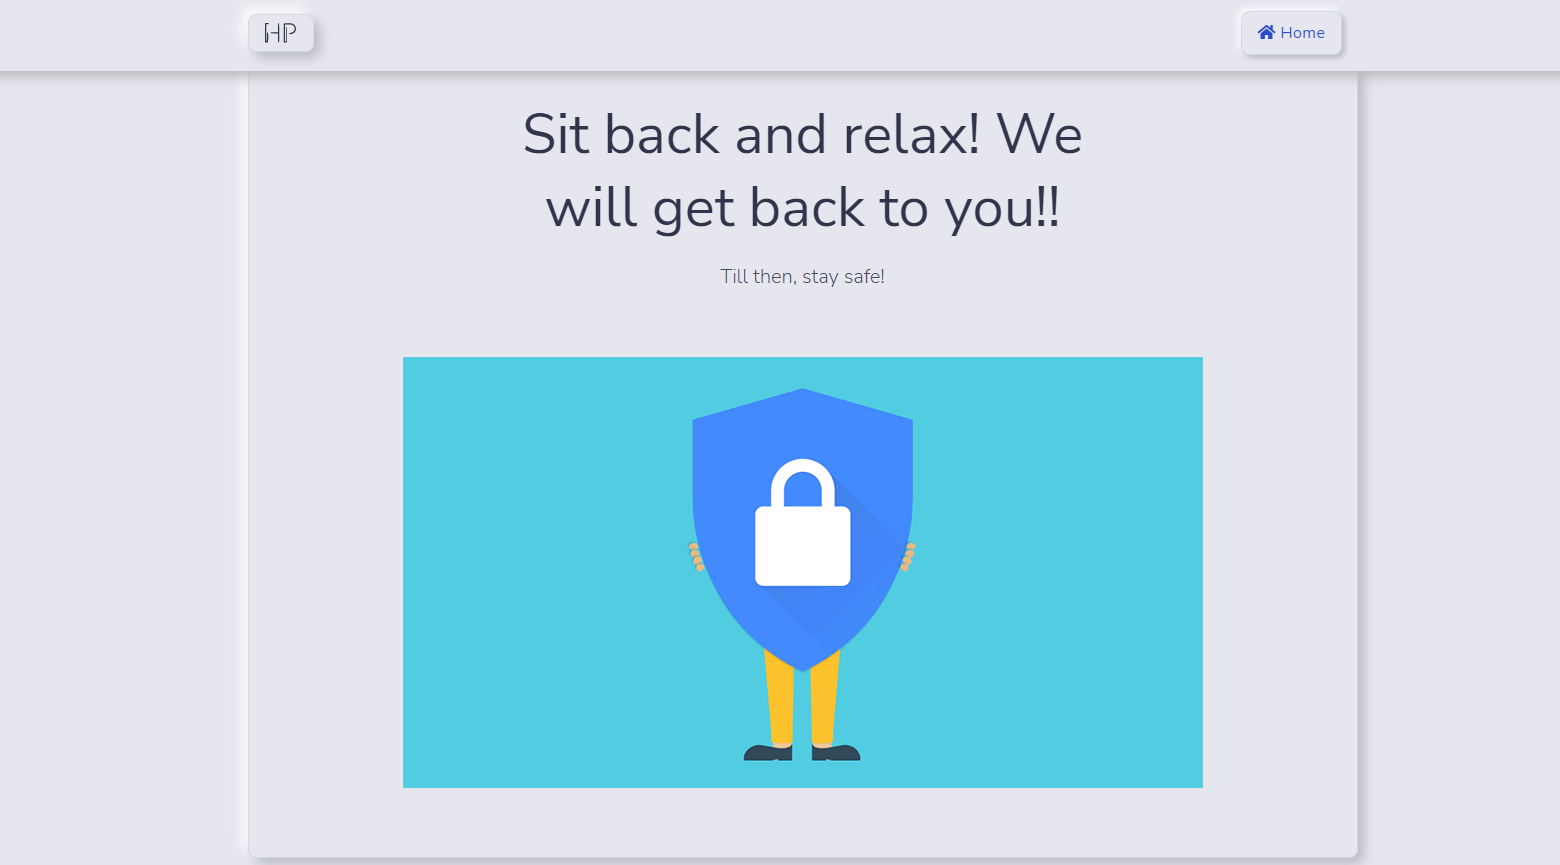 HP
Home
Sit back and relax! We
will get back to you!!
Till then, stay safe!